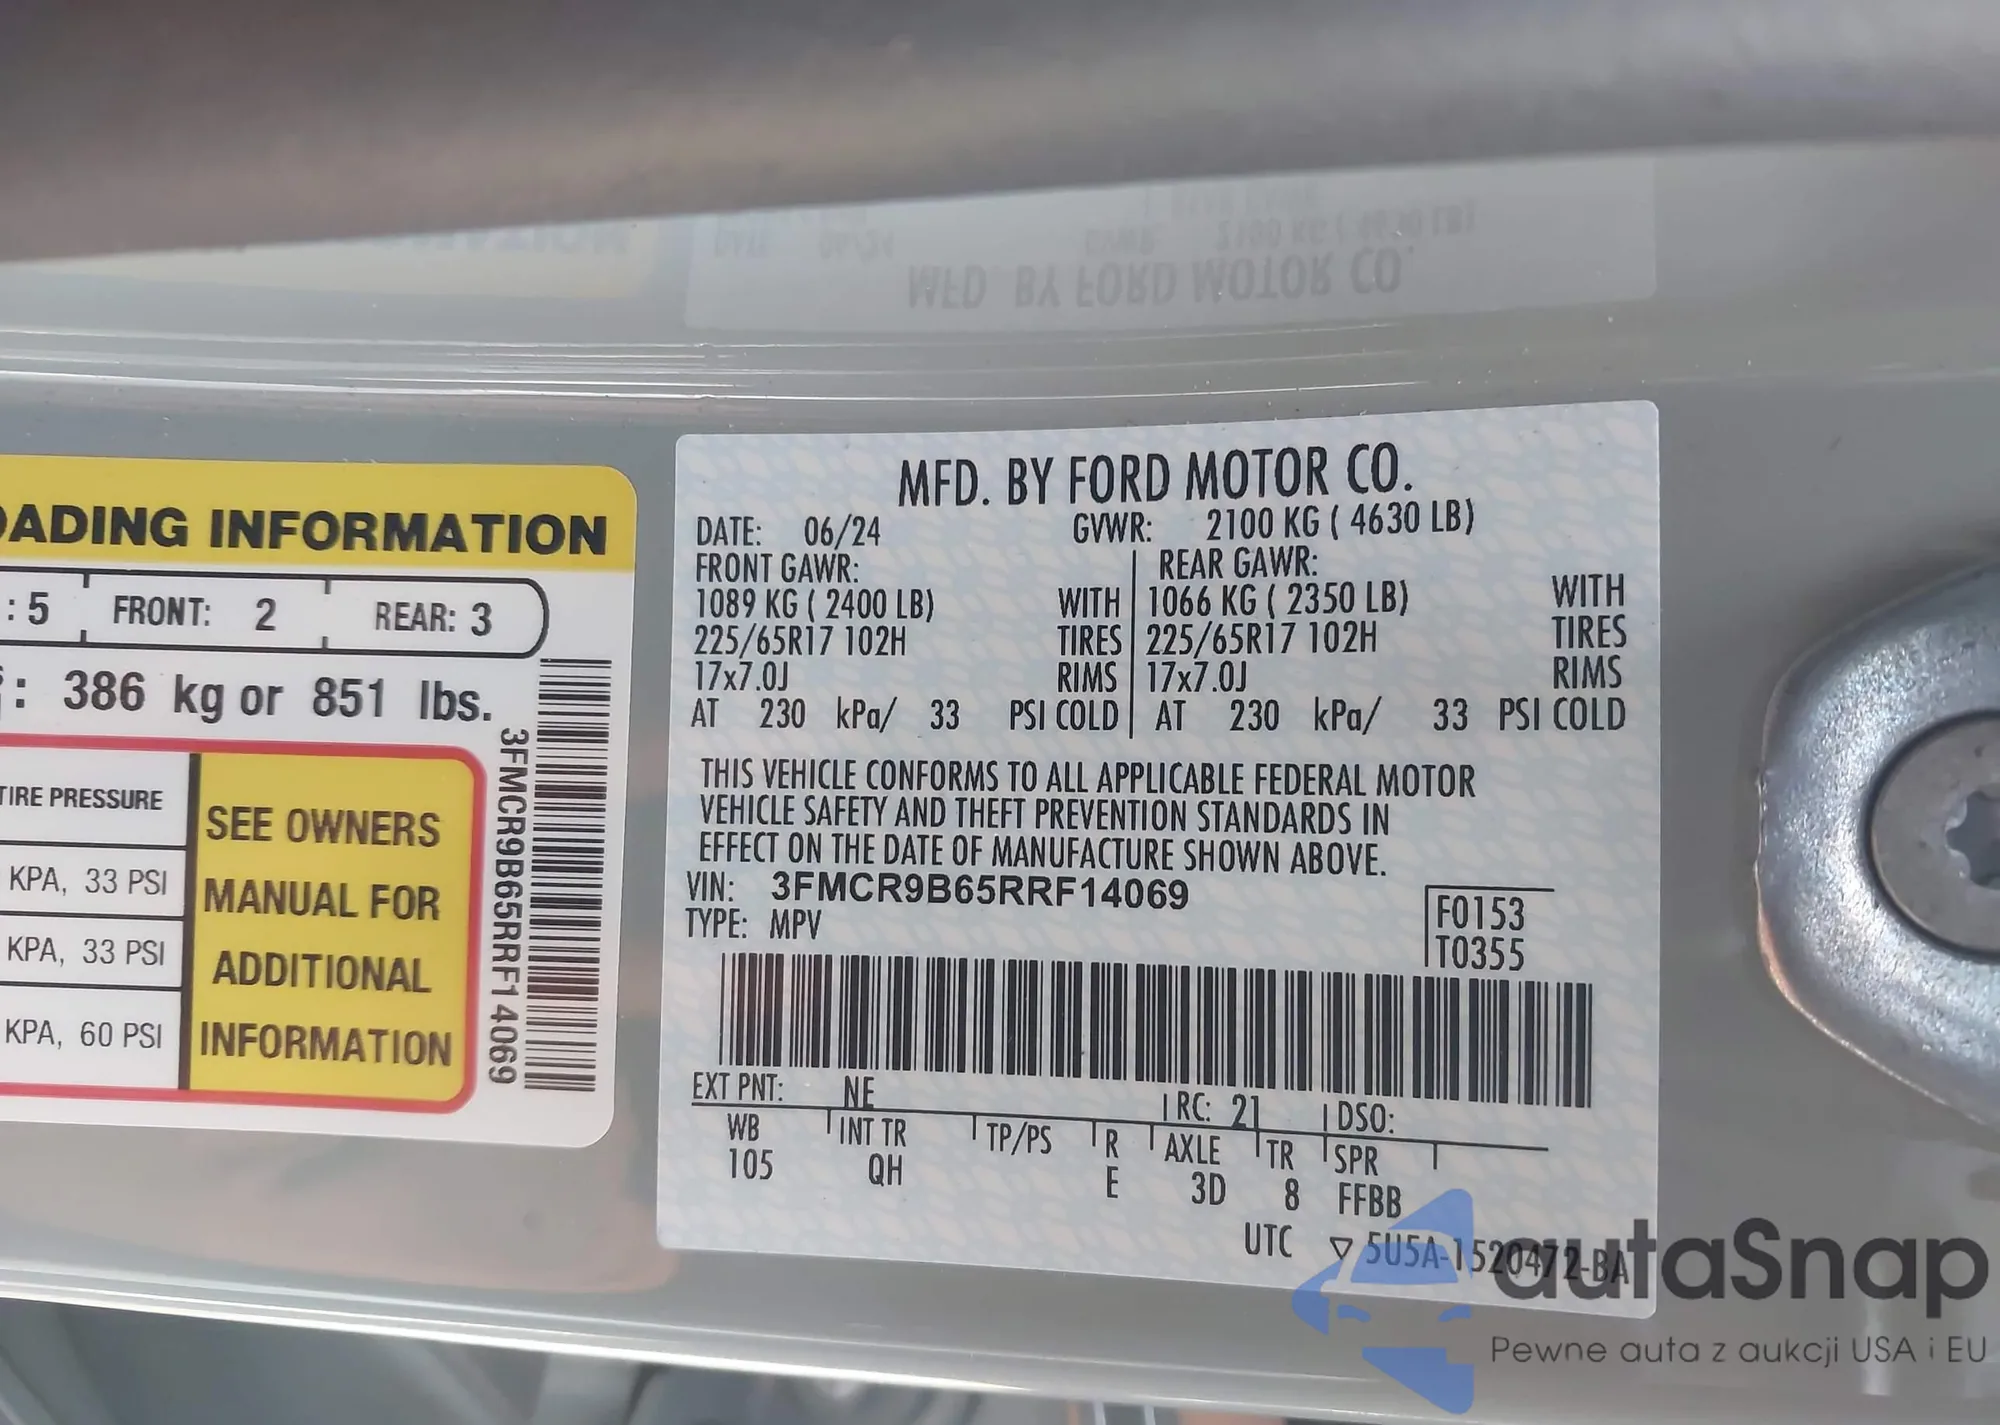 MFD. BY FORD MOTOR CO.
DATE: 06/24 GVWR: 2100 KG ( 4630 LB)
FRONT GAWR: REAR GAWR:
1089 KG ( 2400 LB) WITH 1066 KG ( 2350 LB) WITH
225/65R17 102H TIRES 225/65R17 102H TIRES
17x7.0J RIMS 17x7.0J RIMS
AT 230 kPa/ 33 PSI COLD AT 230 kPa/ 33 PSI COLD
THIS VEHICLE CONFORMS TO ALL APPLICABLE FEDERAL MOTOR
VEHICLE SAFETY AND THEFT PREVENTION STANDARDS IN
EFFECT ON THE DATE OF MANUFACTURE SHOWN ABOVE.
VIN: 3FMCR9B65RRF14069
TYPE: MPV
F0153
T0355
EXT PNT: NE RC: 21 DSO:
WB INT TR TP/PS R AXLE TR SPR
105 QH E 3D 8 FFBB
UTC ▽ 5U5A-1520472-BA
ADING INFORMATION
: 5 FRONT: 2 REAR: 3
: 386 kg or 851 lbs.
TIRE PRESSURE
KPA, 33 PSI
KPA, 33 PSI
KPA, 60 PSI
SEE OWNERS
MANUAL FOR
ADDITIONAL
INFORMATION
3FMCR9B65RRF14069
autaSnap
Pewne auta z aukcji USA i EU